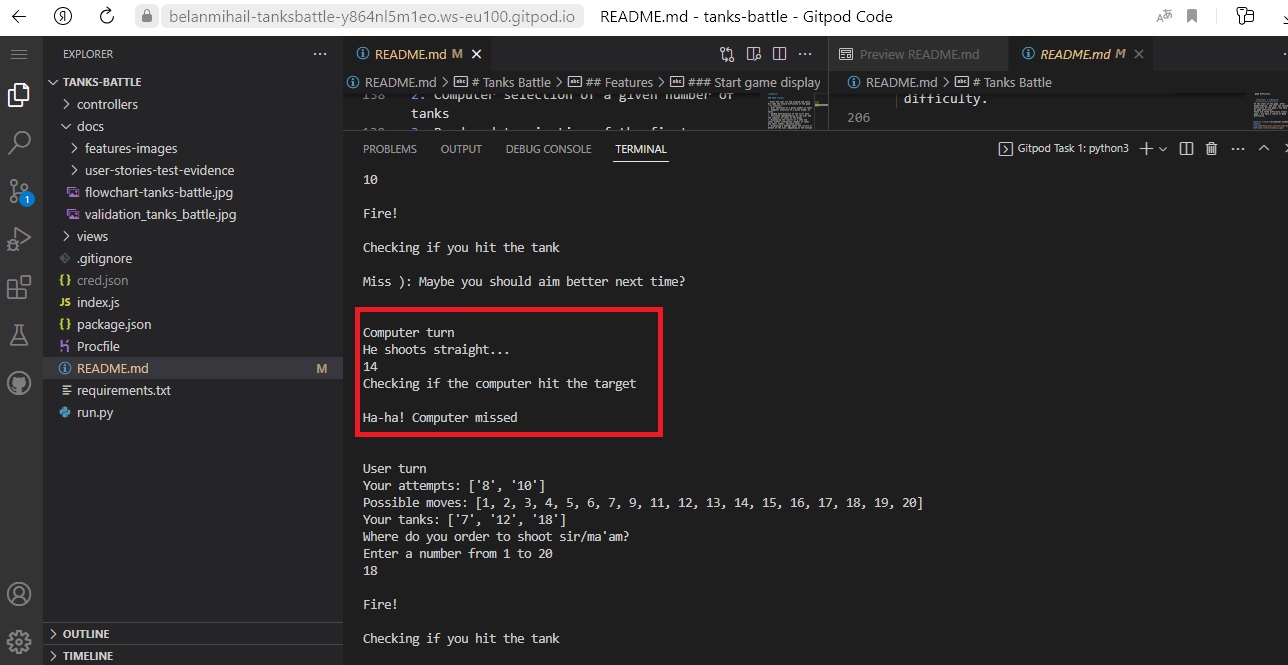 belanmihail-tanksbattle-y864nl5m1eo.ws-eu100.gitpod.io README.md - tanks-battle - Gitpod Code
EXPLORER
TANKS-BATTLE
controllers
docs
features-images
user-stories-test-evidence
flowchart-tanks-battle.jpg
validation_tanks_battle.jpg
views
.gitignore
{} cred.json
JS index.js
{} package.json
Procfile
README.md M
requirements.txt
run.py
OUTLINE
TIMELINE
1
README.md M
README.md > # Tanks Battle > ## Features > ### Start game display
138 2. Computer selection of a given number of
tanks
Preview README.md README.md M
README.md > # Tanks Battle
difficulty.
206
PROBLEMS OUTPUT DEBUG CONSOLE TERMINAL
Gitpod Task 1: python3
10
Fire!
Checking if you hit the tank
Miss ): Maybe you should aim better next time?
Computer turn
He shoots straight...
14
Checking if the computer hit the target
Ha-ha! Computer missed
User turn
Your attempts: ['8', '10']
Possible moves: [1, 2, 3, 4, 5, 6, 7, 9, 11, 12, 13, 14, 15, 16, 17, 18, 19, 20]
Your tanks: ['7', '12', '18']
Where do you order to shoot sir/ma'am?
Enter a number from 1 to 20
18
Fire!
Checking if you hit the tank